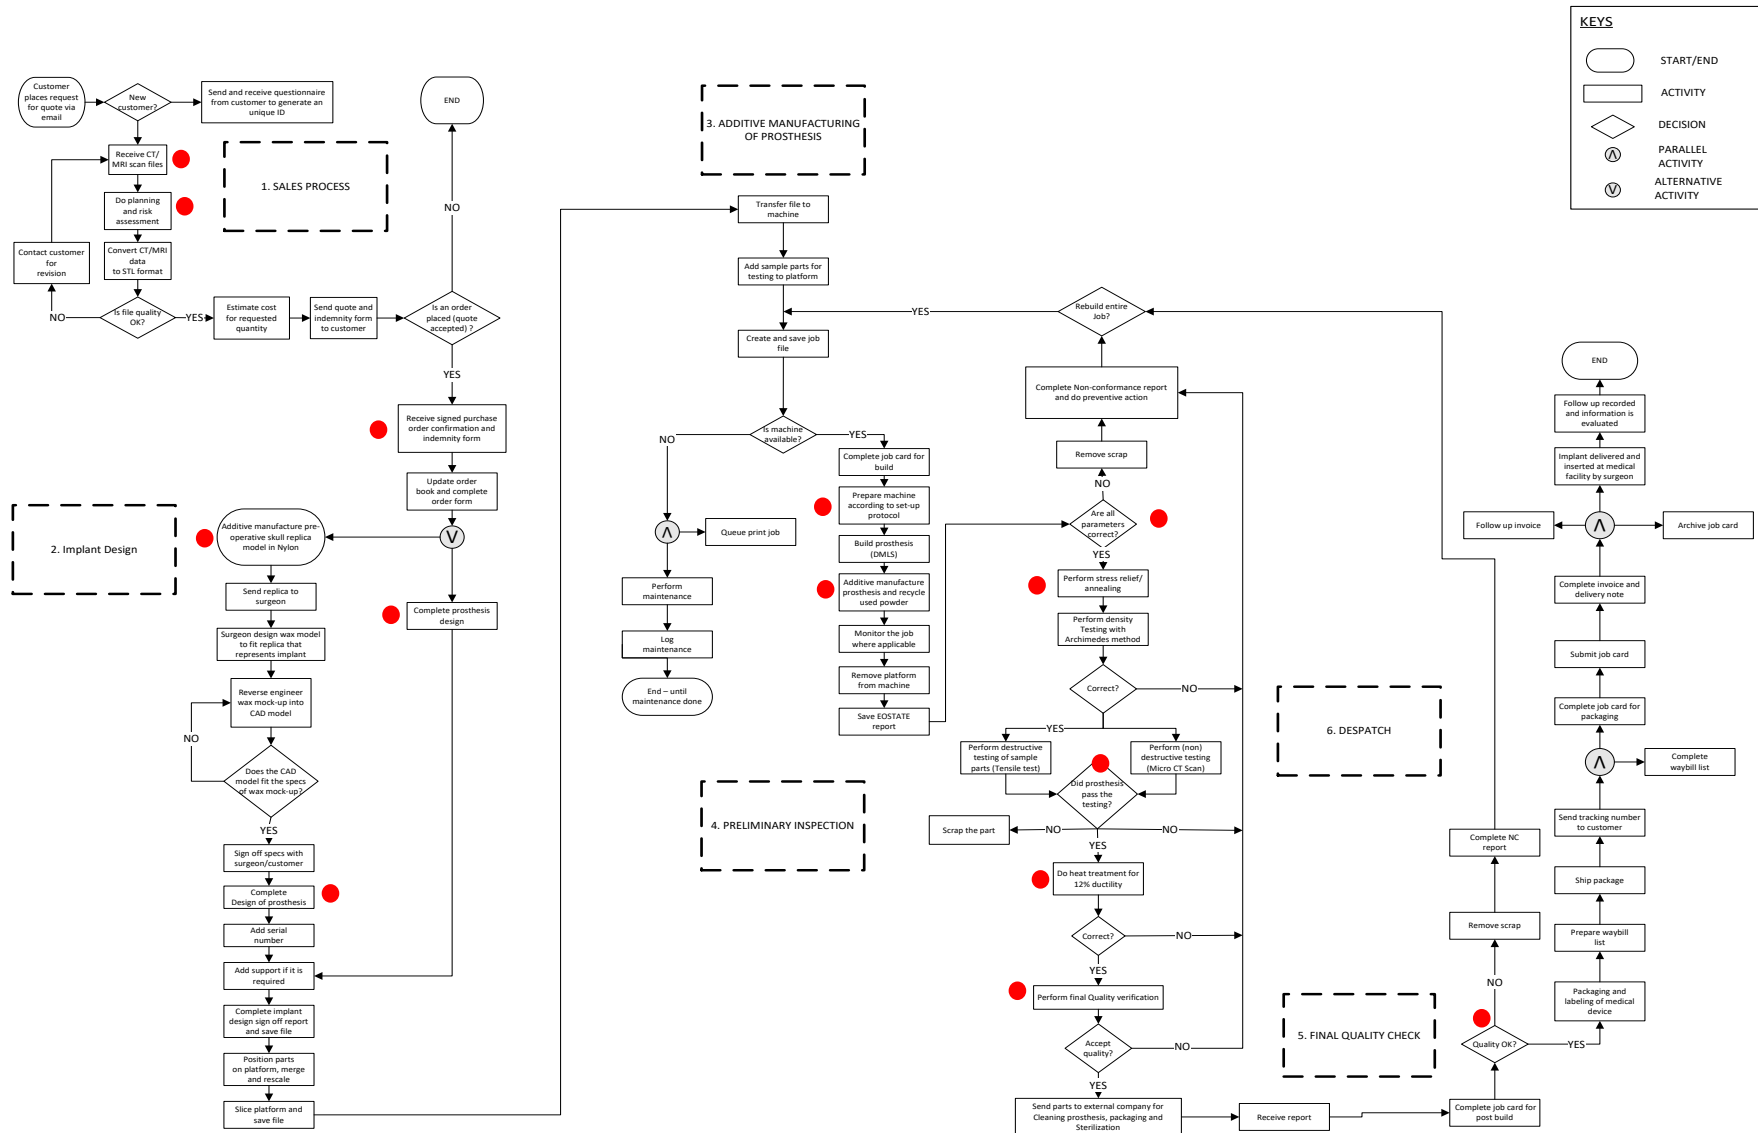 KEYS
START/END
ACTIVITY
DECISION
Λ
PARALLEL
ACTIVITY
V
ALTERNATIVE
ACTIVITY
Customer
places request
for quote via
email
New
customer?
Send and receive questionnaire
from customer to generate an
unique ID
Receive CT/
MRI scan files
Do planning
and risk
assessment
Convert CT/MRI
data
to STL format
Contact customer
for
revision
Is file quality
OK?
NO
YES
Estimate cost
for requested
quantity
Send quote and
indemnity form
to customer
Is an order
placed (quote
accepted) ?
NO
END
1. SALES PROCESS
YES
Receive signed purchase
order confirmation and
indemnity form
Update order
book and complete
order form
V
2. Implant Design
Additive manufacture pre-
operative skull replica
model in Nylon
Send replica to
surgeon
Surgeon design wax model
to fit replica that
represents implant
Reverse engineer
wax mock-up into
CAD model
NO
Does the CAD
model fit the specs
of wax mock-up?
YES
Sign off specs with
surgeon/customer
Complete
Design of prosthesis
Add serial
number
Add support if it is
required
Complete implant
design sign off report
and save file
Position parts
on platform, merge
and rescale
Slice platform and
save file
Complete prosthesis
design
3. ADDITIVE MANUFACTURING
OF PROSTHESIS
Transfer file to
machine
Add sample parts for
testing to platform
Create and save job
file
Is machine
available?
NO
YES
Λ
Queue print job
Perform
maintenance
Log
maintenance
End – until
maintenance done
Complete job card for
build
Prepare machine
according to set-up
protocol
Build prosthesis
(DMLS)
Additive manufacture
prosthesis and recycle
used powder
Monitor the job
where applicable
Remove platform
from machine
Save EOSTATE
report
4. PRELIMINARY INSPECTION
YES
Rebuild entire
Job?
Complete Non-conformance report
and do preventive action
Remove scrap
NO
Are all
parameters
correct?
YES
Perform stress relief/
annealing
Perform density
Testing with
Archimedes method
Correct?
NO
YES
Perform destructive
testing of sample
parts (Tensile test)
Perform (non)
destructive testing
(Micro CT Scan)
Did prosthesis
pass the
testing?
Scrap the part
NO
NO
YES
Do heat treatment for
12% ductility
Correct?
NO
YES
Perform final Quality verification
Accept
quality?
NO
YES
Send parts to external company for
Cleaning prosthesis, packaging and
Sterilization
Receive report
Complete job card for
post build
5. FINAL QUALITY CHECK
Quality OK?
NO
YES
Remove scrap
Complete NC
report
6. DESPATCH
Packaging and
labeling of medical
device
Prepare waybill
list
Ship package
Send tracking number
to customer
Λ
Complete
waybill list
Complete job card for
packaging
Submit job card
Complete invoice and
delivery note
Follow up invoice
Λ
Archive job card
Implant delivered and
inserted at medical
facility by surgeon
Follow up recorded
and information is
evaluated
END